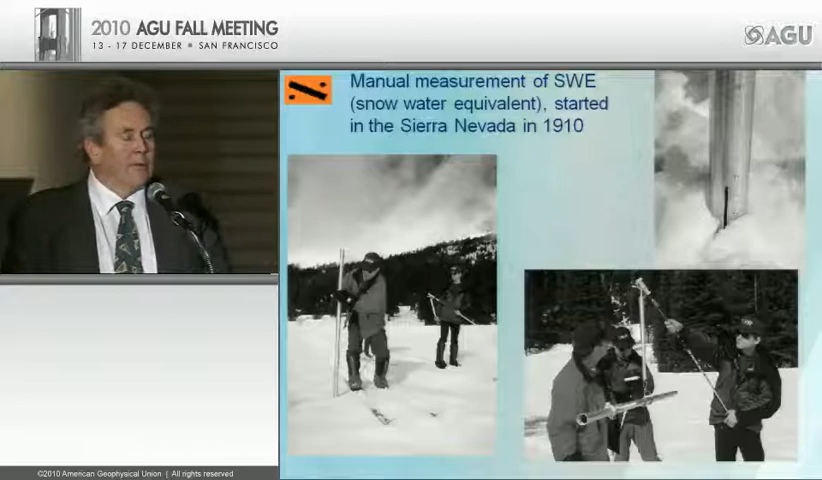 2010 AGU FALL MEETING
13 - 17 DECEMBER SAN FRANCISCO
AGU
Manual measurement of SWE
(snow water equivalent), started
in the Sierra Nevada in 1910
©2010 American Geophysical Union | All rights reserved